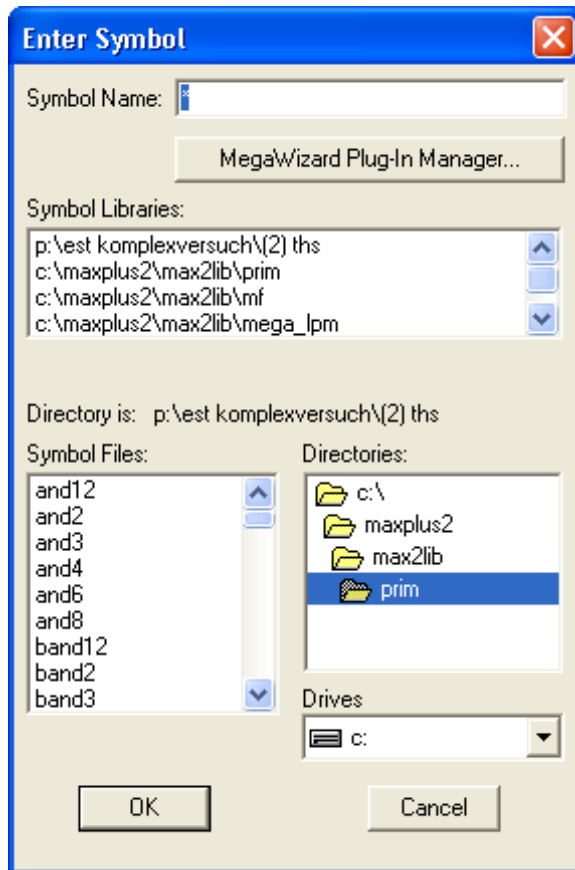 Enter Symbol
Symbol Name: *
MegaWizard Plug-In Manager...
Symbol Libraries:
p:\est komplexversuch\(2) ths
c:\maxplus2\max2lib\prim
c:\maxplus2\max2lib\mf
c:\maxplus2\max2lib\mega_lpm
Directory is: p:\est komplexversuch\(2) ths
Symbol Files:
and12
and2
and3
and4
and6
and8
band12
band2
band3
Directories:
c:\
maxplus2
max2lib
prim
Drives
c:
OK
Cancel